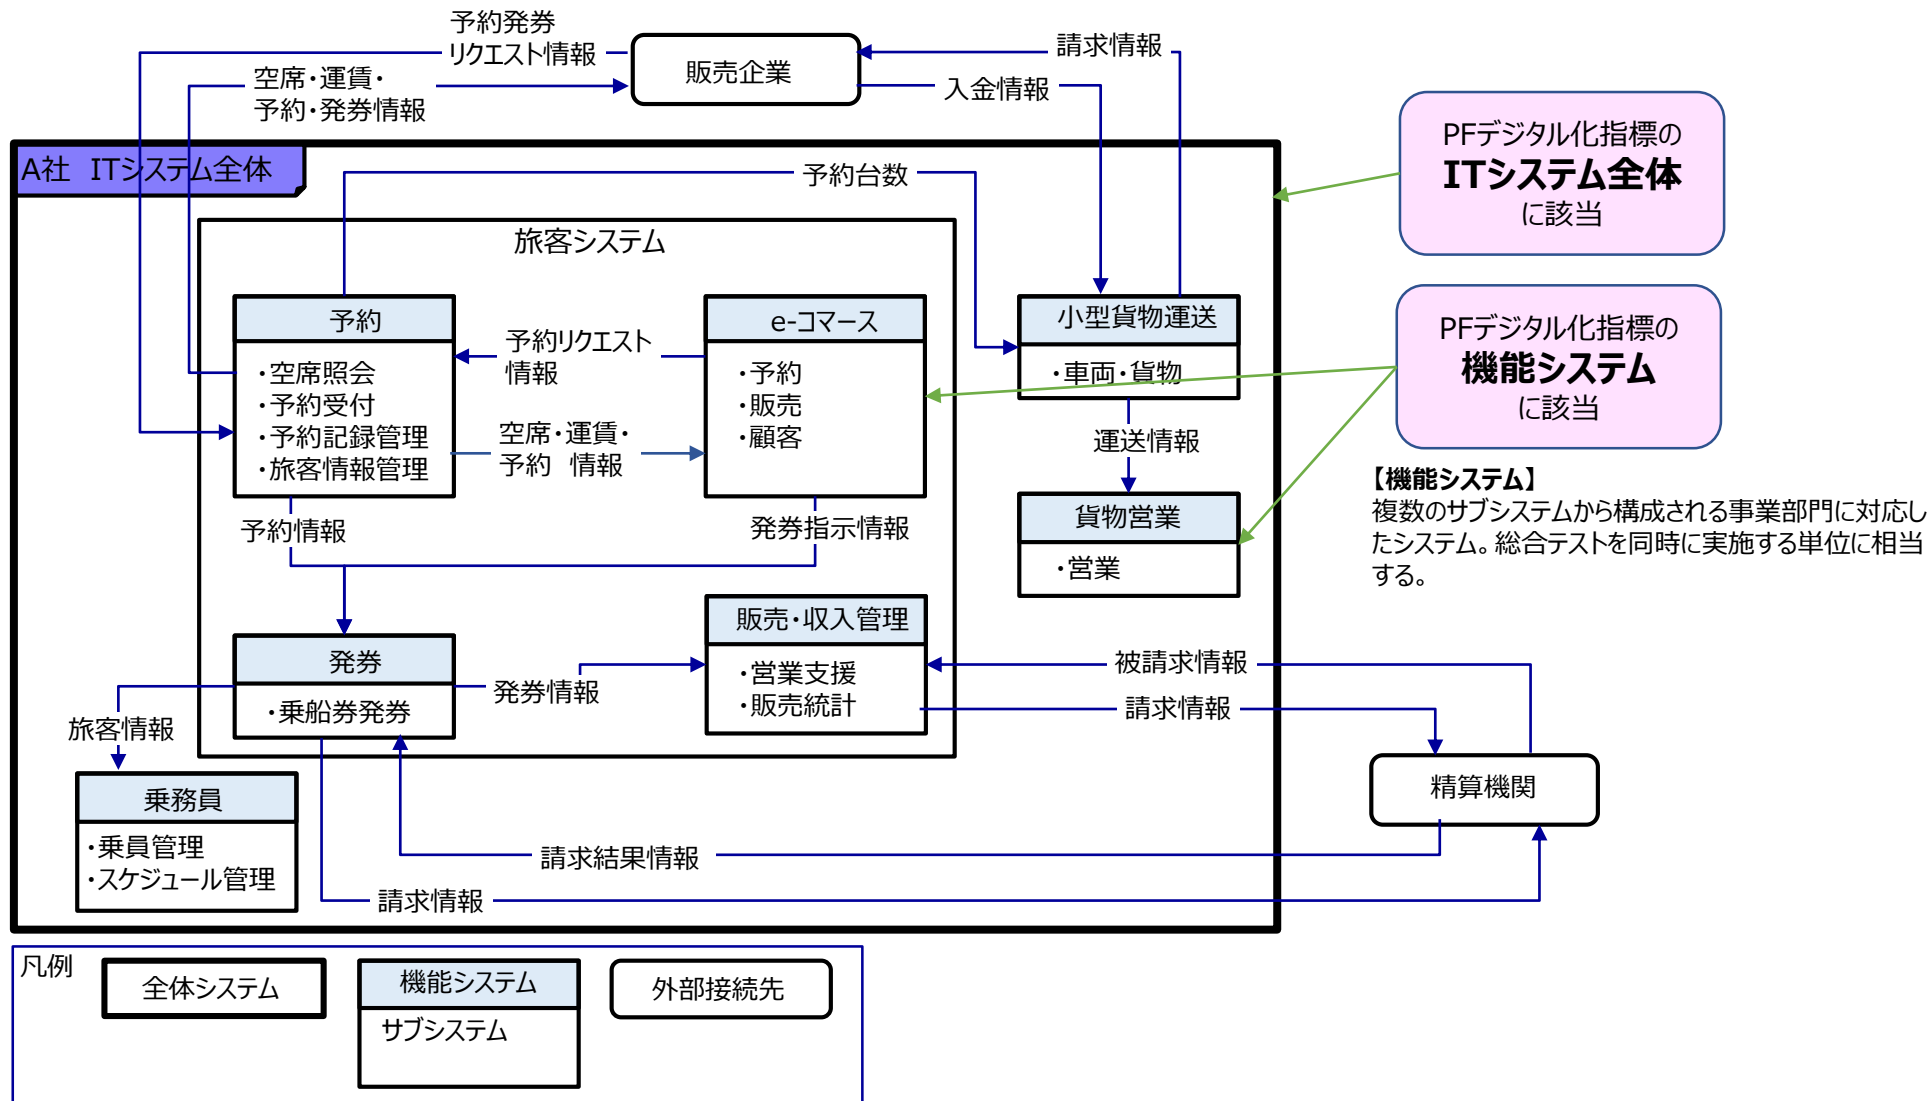 予約発券
リクエスト情報
販売企業
請求情報
空席・運賃・
予約・発券情報
入金情報
A社　ITシステム全体
予約台数
PFデジタル化指標の
ITシステム全体
に該当
旅客システム
予約
・空席照会
・予約受付
・予約記録管理
・旅客情報管理
予約リクエスト
情報
空席・運賃・
予約　情報
e-コマース
・予約
・販売
・顧客
小型貨物運送
・車両・貨物
運送情報
貨物営業
・営業
PFデジタル化指標の
機能システム
に該当
【機能システム】
複数のサブシステムから構成される事業部門に対応し
たシステム。総合テストを同時に実施する単位に相当
する。
予約情報
発券指示情報
発券
・乗船券発券
発券情報
販売・収入管理
・営業支援
・販売統計
被請求情報
請求情報
旅客情報
乗務員
・乗員管理
・スケジュール管理
精算機関
請求結果情報
請求情報
凡例
全体システム
機能システム
サブシステム
外部接続先